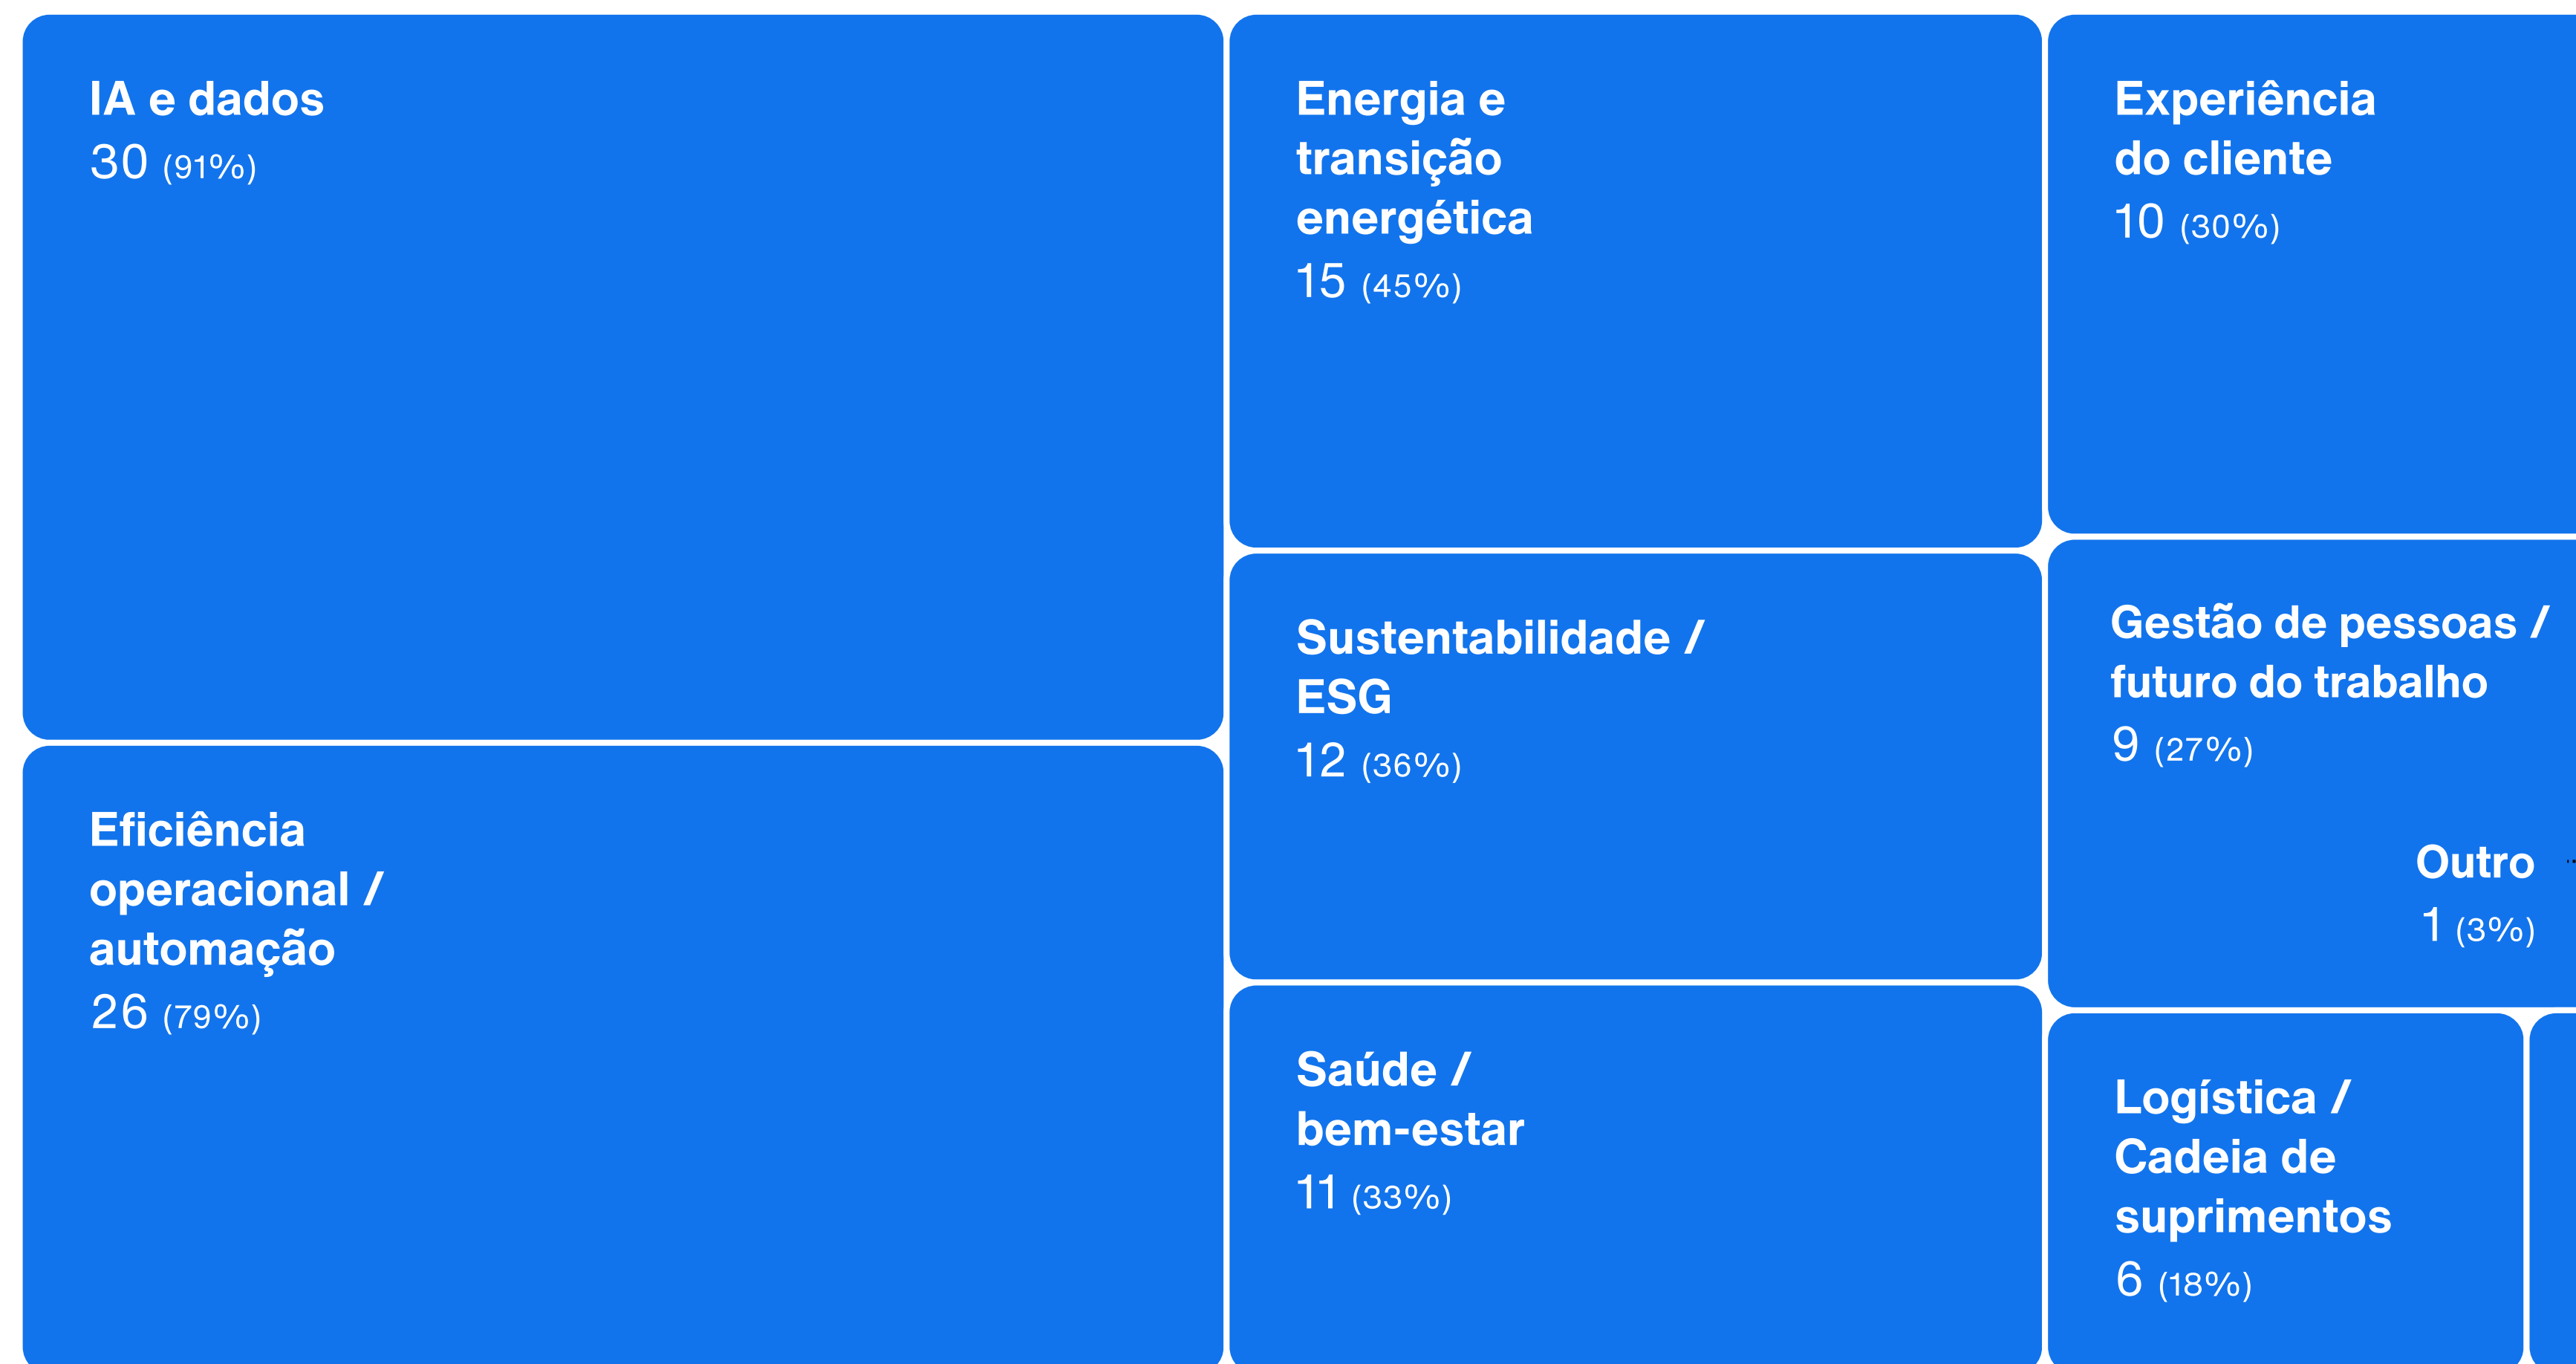 IA e dados
30 (91%)
Eficiência
operacional /
automação
26 (79%)
Energia e
transição
energética
15 (45%)
Sustentabilidade /
ESG
12 (36%)
Saúde /
bem-estar
11 (33%)
Experiência
do cliente
10 (30%)
Gestão de pessoas /
futuro do trabalho
9 (27%)
Outro
1 (3%)
Logística /
Cadeia de
suprimentos
6 (18%)